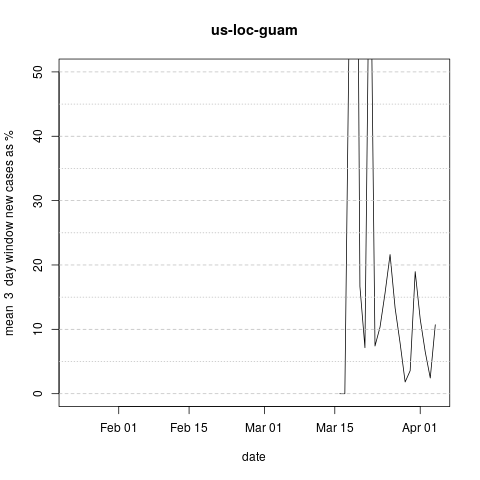 us-loc-guam
mean  3  day window new cases as %
50
40
30
20
10
0
Feb 01
Feb 15
Mar 01
Mar 15
Apr 01
date